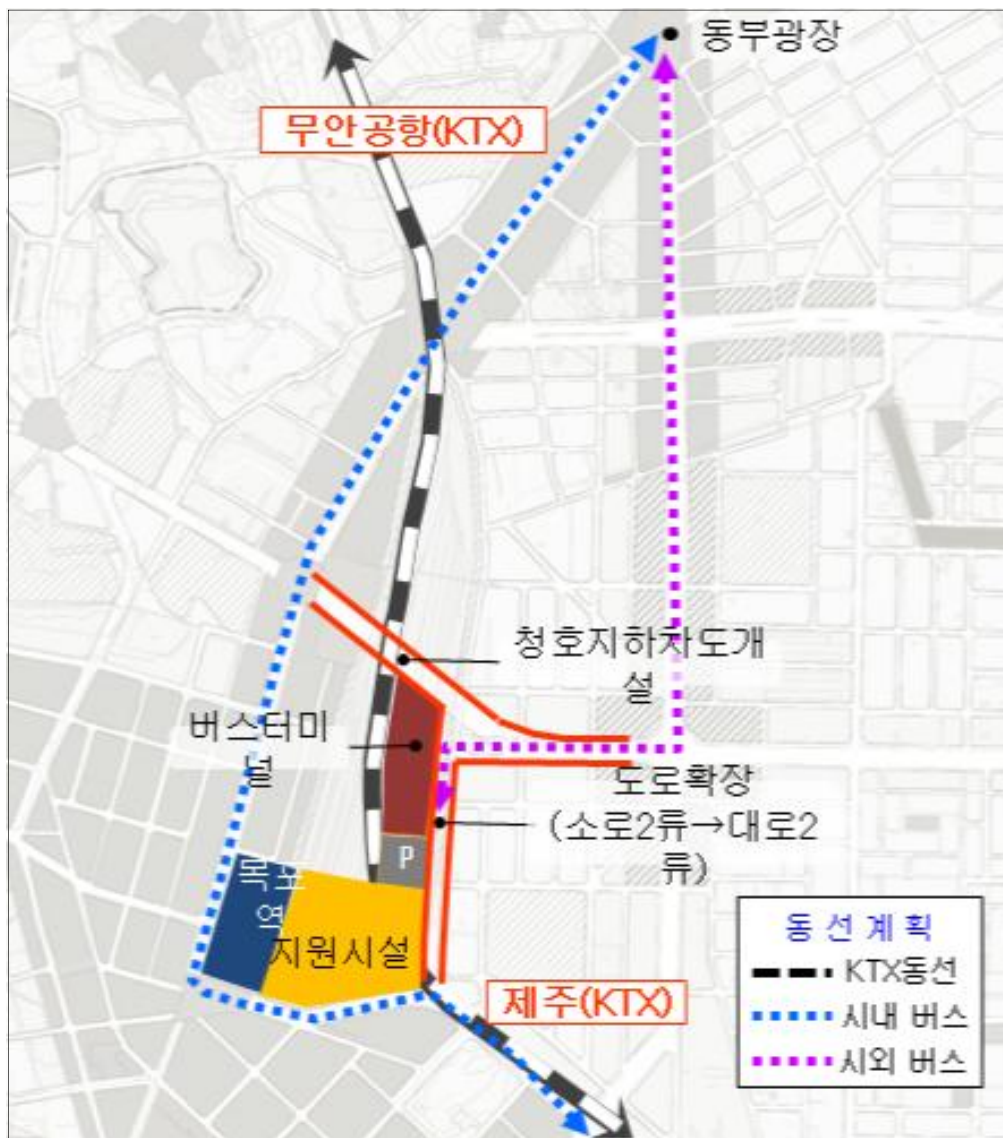 동부광장
무안공항(KTX)
청호지하차도개
설
버스터미
널
도로확장
(소로2류→대로2
류)
P
목포
역
지원시설
제주(KTX)
동 선 계 획
KTX동선
시내 버스
시외 버스